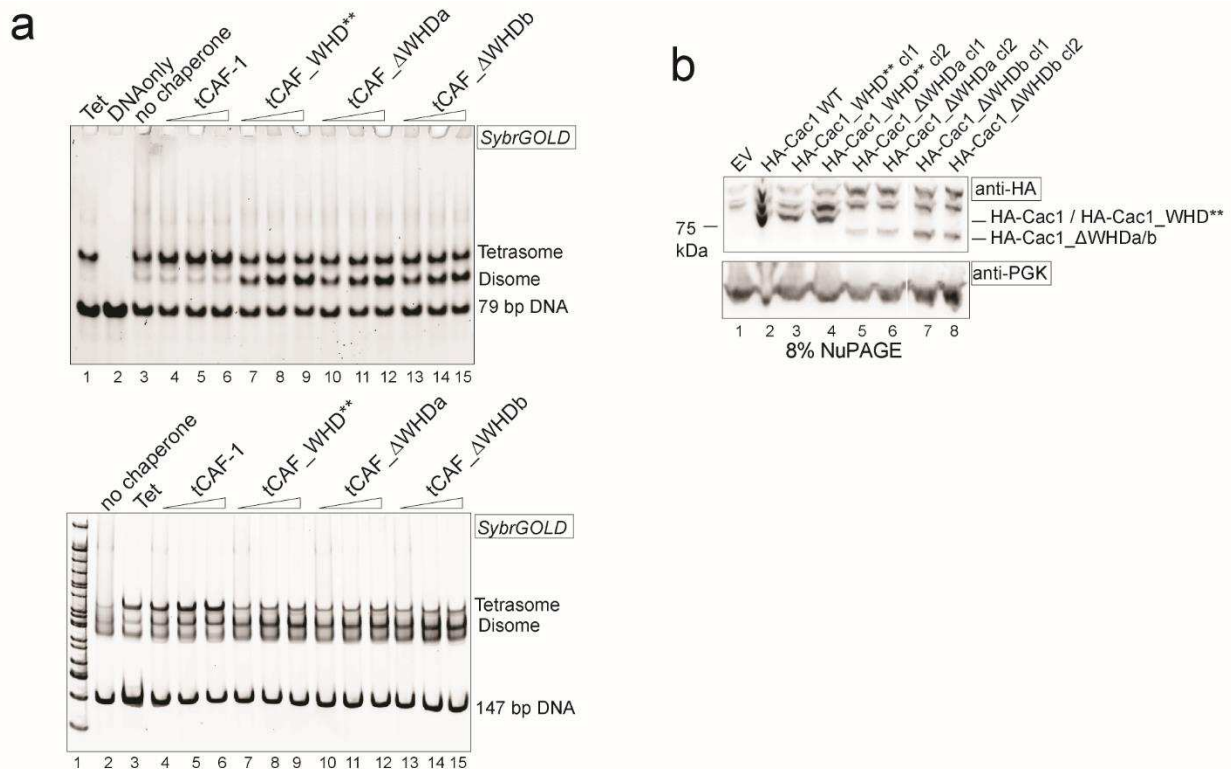 a
Tet
DNAonly
no chaperone
tCAF-1
tCAF_WHD**
tCAF_ΔWHDa
tCAF_ΔWHDb
SybrGOLD
Tetrasome
Disome
79 bp DNA
1 2 3 4 5 6 7 8 9 10 11 12 13 14 15
no chaperone
Tet
tCAF-1
tCAF_WHD**
tCAF_ΔWHDa
tCAF_ΔWHDb
SybrGOLD
Tetrasome
Disome
147 bp DNA
1 2 3 4 5 6 7 8 9 10 11 12 13 14 15
b
EV
HA-Cac1 WT
HA-Cac1_WHD** cl1
HA-Cac1_WHD** cl2
HA-Cac1_ΔWHDa cl1
HA-Cac1_ΔWHDa cl2
HA-Cac1_ΔWHDb cl1
HA-Cac1_ΔWHDb cl2
anti-HA
75
kDa
HA-Cac1 / HA-Cac1_WHD**
HA-Cac1_ΔWHDa/b
anti-PGK
1 2 3 4 5 6 7 8
8% NuPAGE